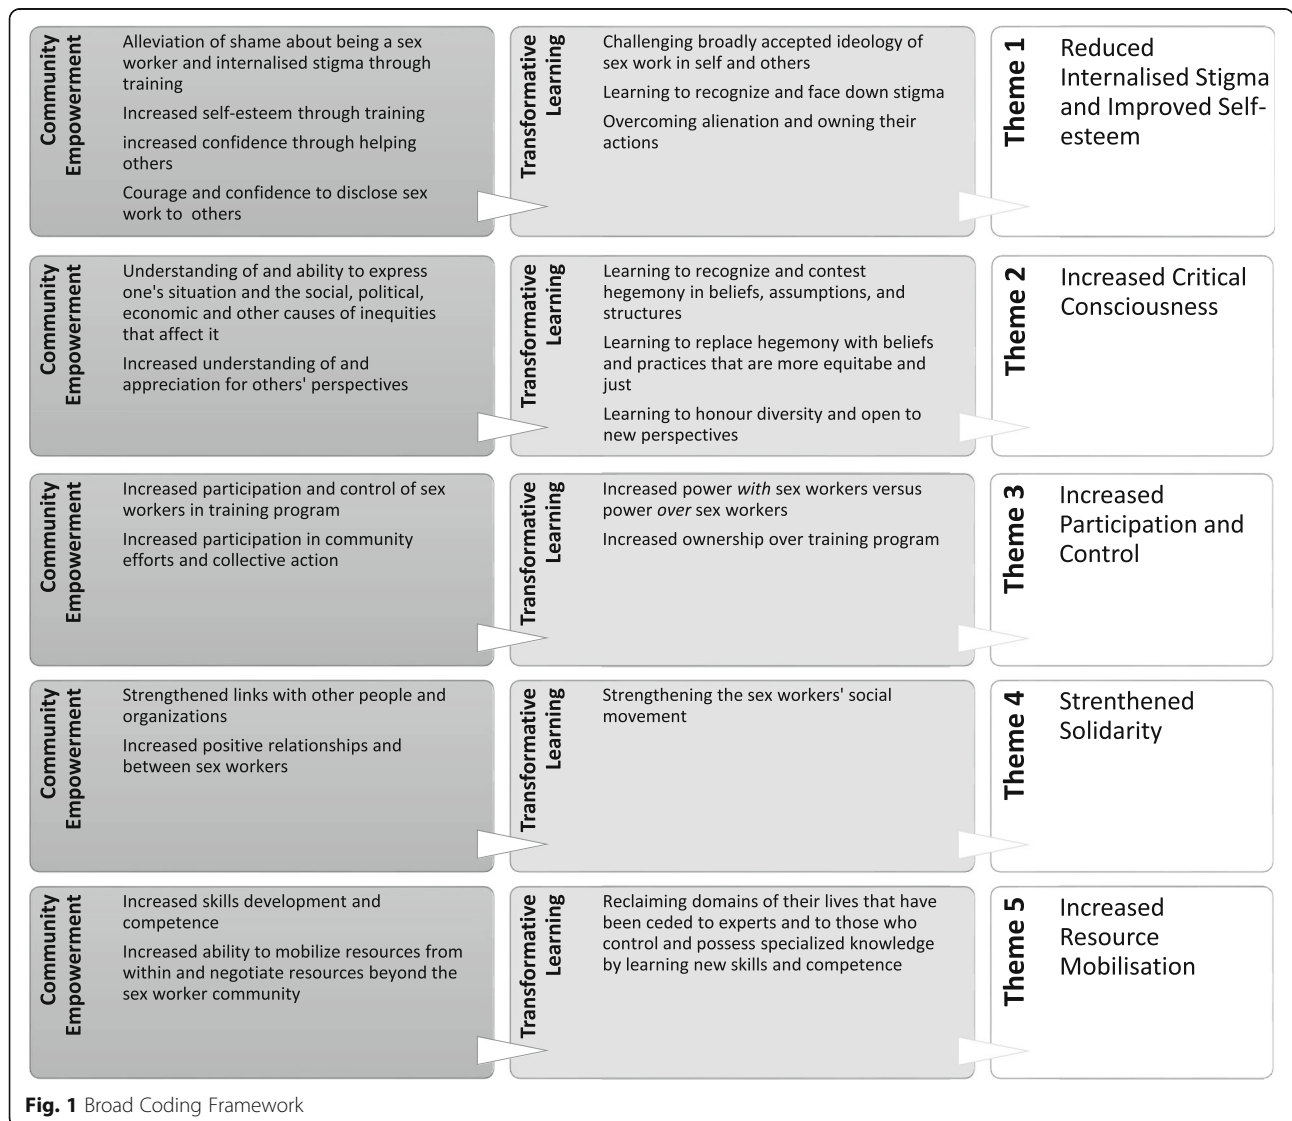 Community
Empowerment
Alleviation of shame about being a sex
worker and internalised stigma through
training
Increased self-esteem through training
increased confidence through helping
others
Courage and confidence to disclose sex
work to others
Transformative
Learning
Challenging broadly accepted ideology of
sex work in self and others
Learning to recognize and face down stigma
Overcoming alienation and owning their
actions
Theme 1
Reduced
Internalised Stigma
and Improved Self-
esteem
Community
Empowerment
Understanding of and ability to express
one's situation and the social, political,
economic and other causes of inequities
that affect it
Increased understanding of and
appreciation for others' perspectives
Transformative
Learning
Learning to recognize and contest
hegemony in beliefs, assumptions, and
structures
Learning to replace hegemony with beliefs
and practices that are more equitabe and
just
Learning to honour diversity and open to
new perspectives
Theme 2
Increased Critical
Consciousness
Community
Empowerment
Increased participation and control of sex
workers in training program
Increased participation in community
efforts and collective action
Transformative
Learning
Increased power with sex workers versus
power over sex workers
Increased ownership over training program
Theme 3
Increased
Participation and
Control
Community
Empowerment
Strengthened links with other people and
organizations
Increased positive relationships and
between sex workers
Transformative
Learning
Strengthening the sex workers' social
movement
Theme 4
Strenthened
Solidarity
Community
Empowerment
Increased skills development and
competence
Increased ability to mobilize resources from
within and negotiate resources beyond the
sex worker community
Transformative
Learning
Reclaiming domains of their lives that have
been ceded to experts and to those who
control and possess specialized knowledge
by learning new skills and competence
Theme 5
Increased
Resource
Mobilisation
Fig. 1 Broad Coding Framework